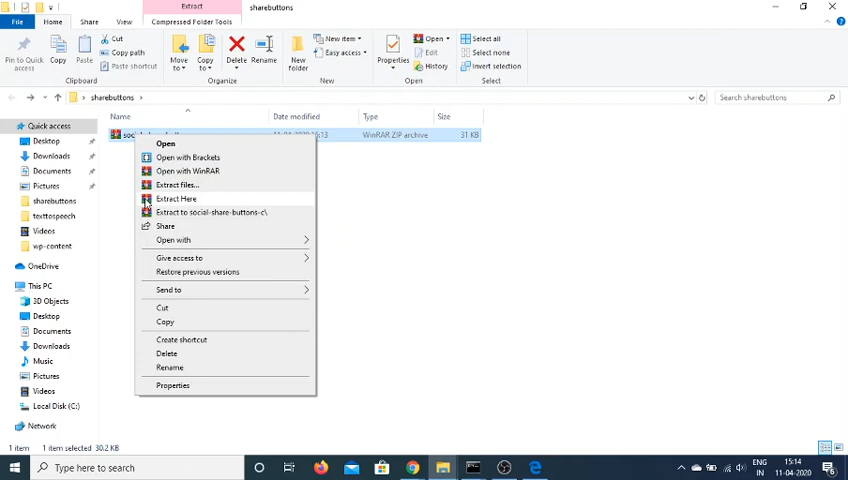 Extract
sharebuttons
File
Home
Share
View
Compressed Folder Tools
Pin to Quick access
Copy
Paste
Cut
Copy path
Paste shortcut
Clipboard
Move to
Copy to
Delete
Rename
Organize
New folder
New item
Easy access
New
Properties
Open
Edit
History
Open
Select all
Select none
Invert selection
Select
sharebuttons
Search sharebuttons
Name
Date modified
Type
Size
WinRAR ZIP archive
31 KB
Quick access
Desktop
Downloads
Documents
Pictures
sharebuttons
texttospeech
Videos
wp-content
OneDrive
This PC
3D Objects
Desktop
Documents
Downloads
Music
Pictures
Videos
Local Disk (C:)
Network
Open
Open with Brackets
Open with WinRAR
Extract files...
Extract Here
Extract to social-share-buttons-c\
Share
Open with
Give access to
Restore previous versions
Send to
Cut
Copy
Create shortcut
Delete
Rename
Properties
1 item
1 item selected 30.2 KB
Type here to search
ENG
IN
15:14
11-04-2020
6